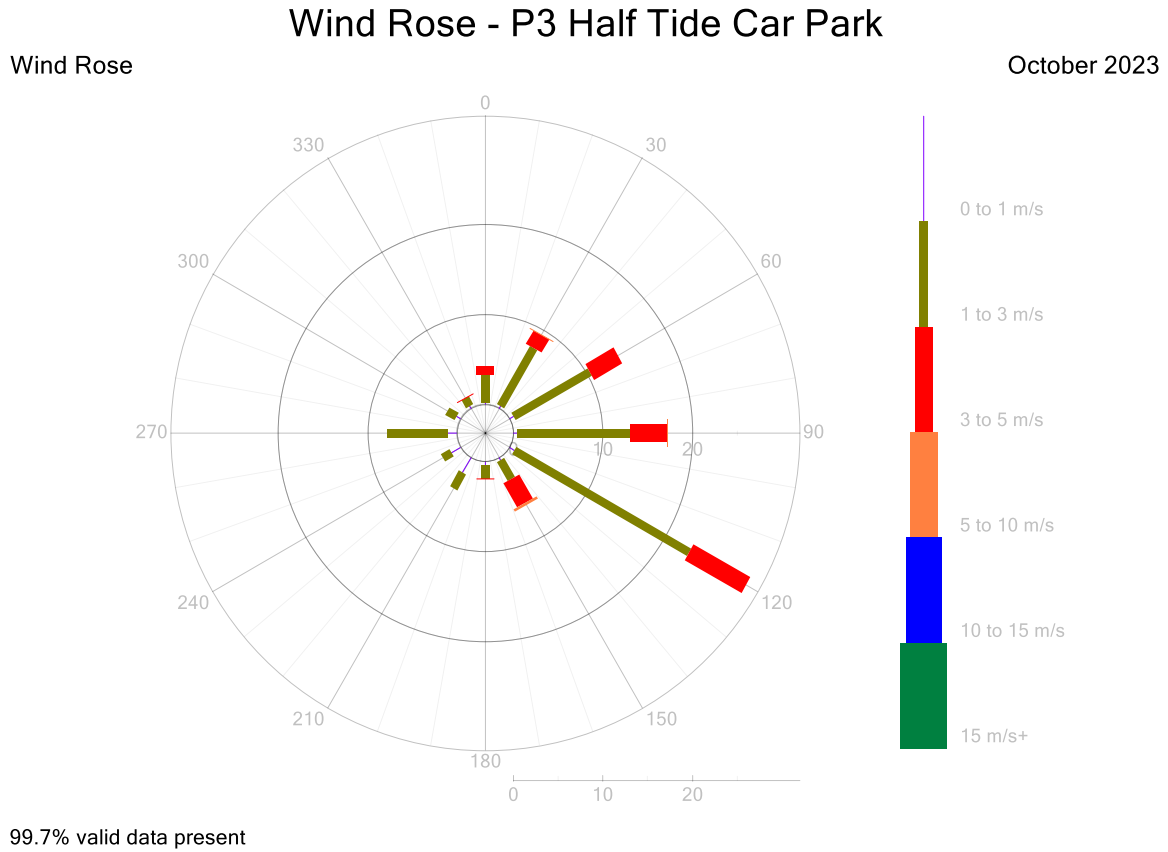 Wind Rose - P3 Half Tide Car Park
Wind Rose
October 2023
0
330
30
300
60
270
90
0
10
20
240
120
210
150
180
0 to 1 m/s
1 to 3 m/s
3 to 5 m/s
5 to 10 m/s
10 to 15 m/s
15 m/s+
0
10
20
99.7% valid data present